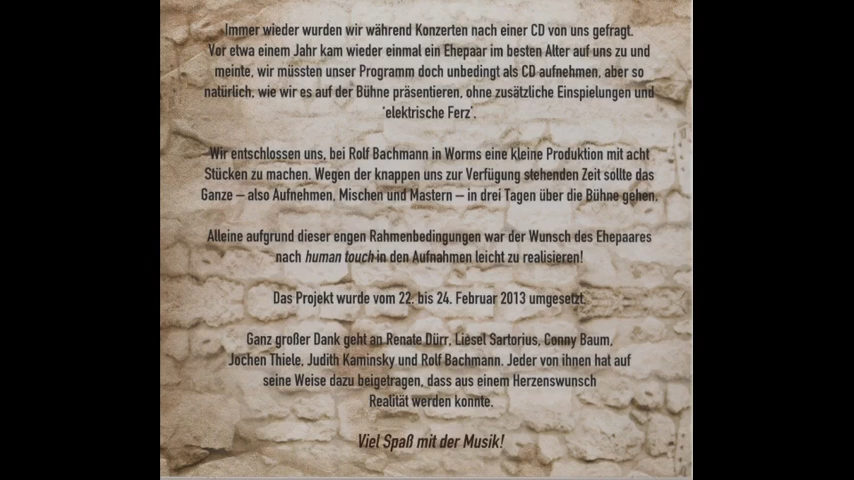 Immer wieder wurden wir während Konzerten nach einer CD von uns gefragt.
Vor etwa einem Jahr kam wieder einmal ein Ehepaar im besten Alter auf uns zu und
meinte, wir müssten unser Programm doch unbedingt als CD aufnehmen, aber so
natürlich, wie wir es auf der Bühne präsentieren, ohne zusätzliche Einspielungen und
'elektrische Ferz'.
Wir entschlossen uns, bei Rolf Bachmann in Worms eine kleine Produktion mit acht
Stücken zu machen. Wegen der knappen uns zur Verfügung stehenden Zeit sollte das
Ganze – also Aufnehmen, Mischen und Mastern – in drei Tagen über die Bühne gehen.
Alleine aufgrund dieser engen Rahmenbedingungen war der Wunsch des Ehepaares
nach human touch in den Aufnahmen leicht zu realisieren!
Das Projekt wurde vom 22. bis 24. Februar 2013 umgesetzt.
Ganz großer Dank geht an Renate Dürr, Liesel Sartorius, Conny Baum,
Jochen Thiele, Judith Kaminsky und Rolf Bachmann. Jeder von ihnen hat auf
seine Weise dazu beigetragen, dass aus einem Herzenswunsch
Realität werden konnte.
Viel Spaß mit der Musik!